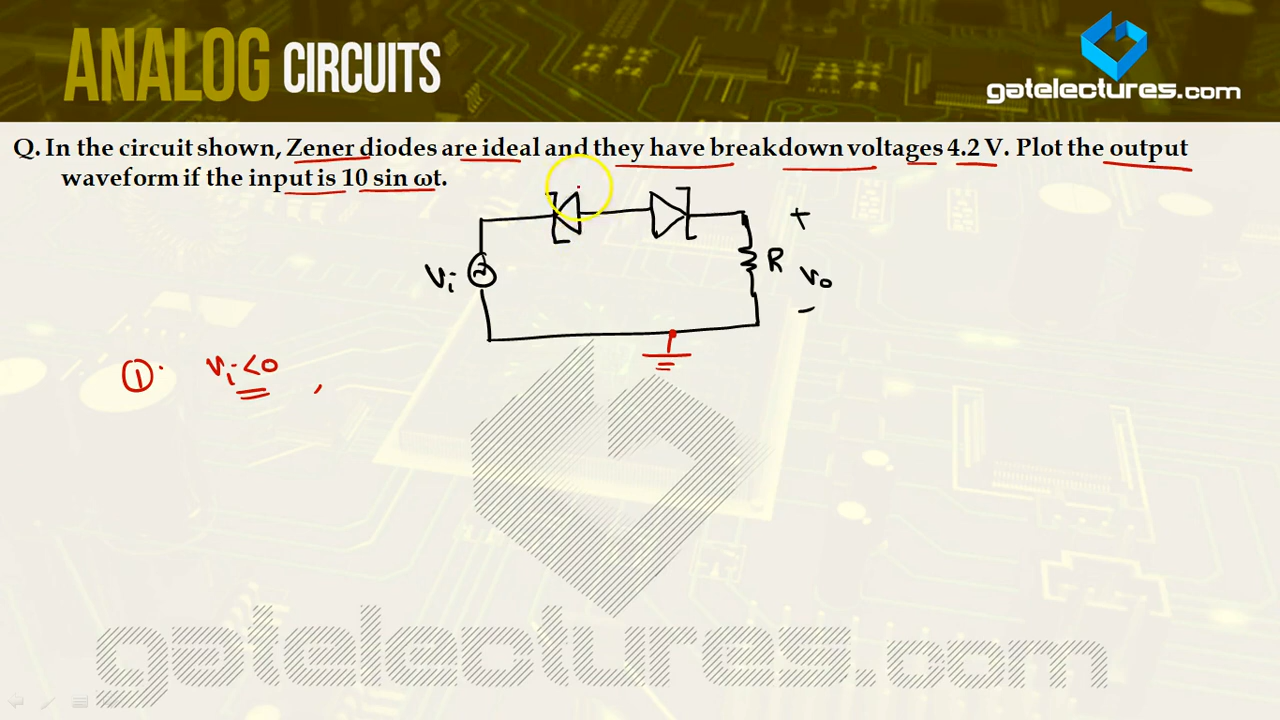 ANALOG CIRCUITS
gatelectures.com
Q. In the circuit shown, Zener diodes are ideal and they have breakdown voltages 4.2 V. Plot the output
waveform if the input is 10 sin ωt.
+
R
Vi
Vo
−
① Vi < 0 ,
gatelectures.com